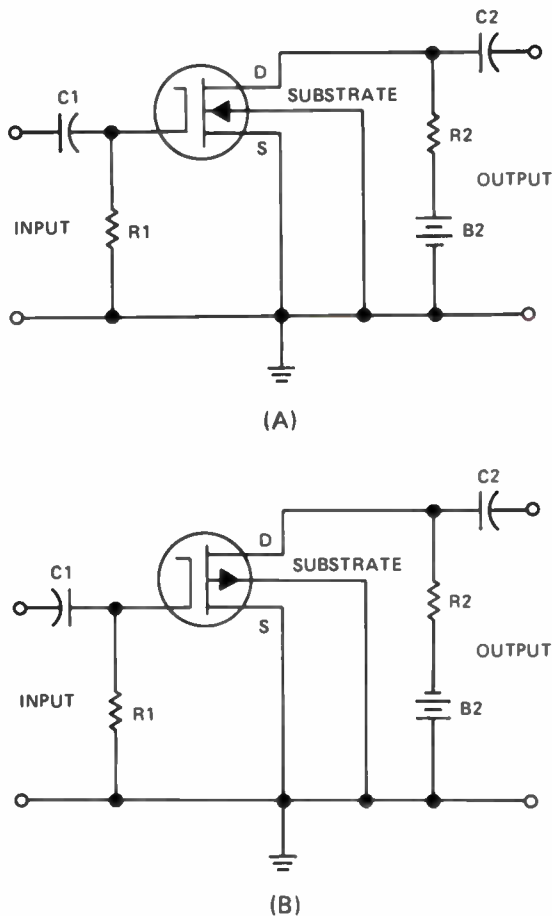 C2
D
C1
SUBSTRATE
R2
S
OUTPUT
INPUT
R1
B2
(A)
C2
D
SUBSTRATE
C1
R2
S
OUTPUT
INPUT
R1
B2
(B)